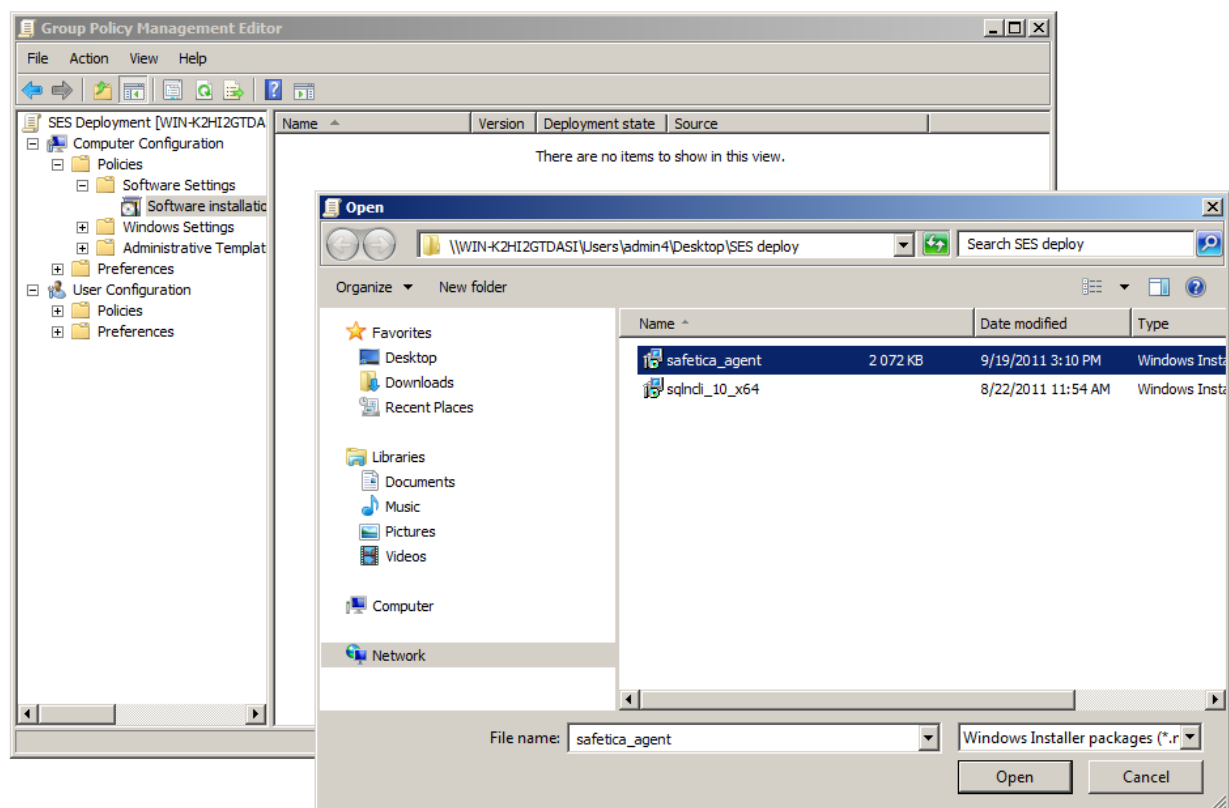 Group Policy Management Editor
File Action View Help
SES Deployment [WIN-K2HI2GTDA
Computer Configuration
Policies
Software Settings
Software installatio
Windows Settings
Administrative Templat
Preferences
User Configuration
Policies
Preferences
Name Version Deployment state Source
There are no items to show in this view.
Open
\\WIN-K2HI2GTDASI\Users\admin4\Desktop\SES deploy
Search SES deploy
Organize New folder
Favorites
Desktop
Downloads
Recent Places
Libraries
Documents
Music
Pictures
Videos
Computer
Network
Name Date modified Type
safetica_agent 2 072 KB 9/19/2011 3:10 PM Windows Insta
sqlncli_10_x64 8/22/2011 11:54 AM Windows Insta
File name: safetica_agent Windows Installer packages (*.r
Open Cancel